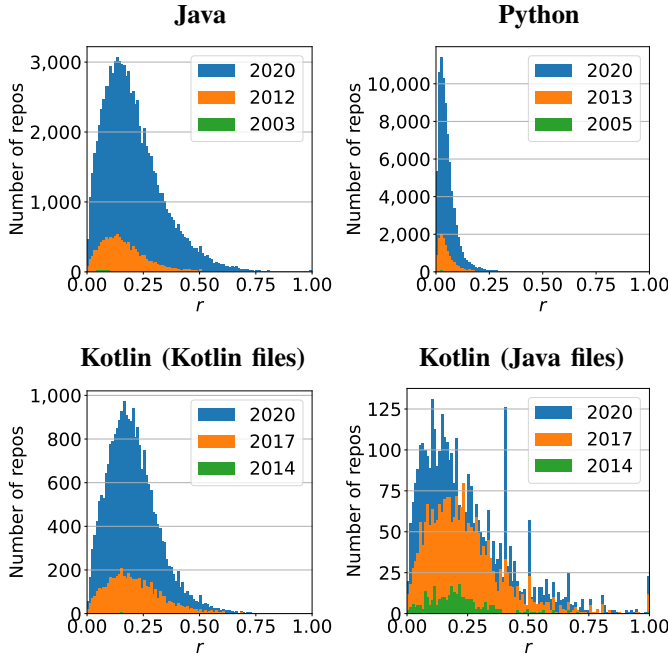 Java
Number of repos
3,000
2,000
1,000
0
0.00 0.25 0.50 0.75 1.00
r
2020
2012
2003
Python
Number of repos
10,000
8,000
6,000
4,000
2,000
0
0.00 0.25 0.50 0.75 1.00
r
2020
2013
2005
Kotlin (Kotlin files)
Number of repos
1,000
800
600
400
200
0
0.00 0.25 0.50 0.75 1.00
r
2020
2017
2014
Kotlin (Java files)
Number of repos
125
100
75
50
25
0
0.00 0.25 0.50 0.75 1.00
r
2020
2017
2014